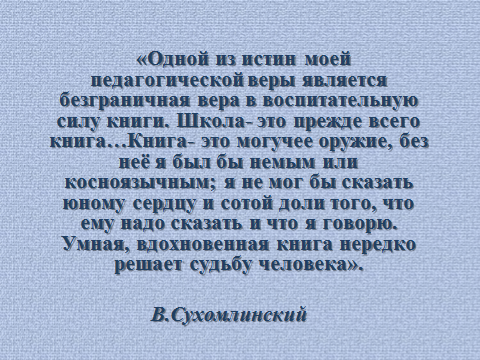 «Одной из истин моей
педагогической веры является
безграничная вера в воспитательную
силу книги. Школа- это прежде всего
книга…Книга- это могучее оружие, без
неё я был бы немым или
косноязычным; я не мог бы сказать
юному сердцу и сотой доли того, что
ему надо сказать и что я говорю.
Умная, вдохновенная книга нередко
решает судьбу человека».
В.Сухомлинский